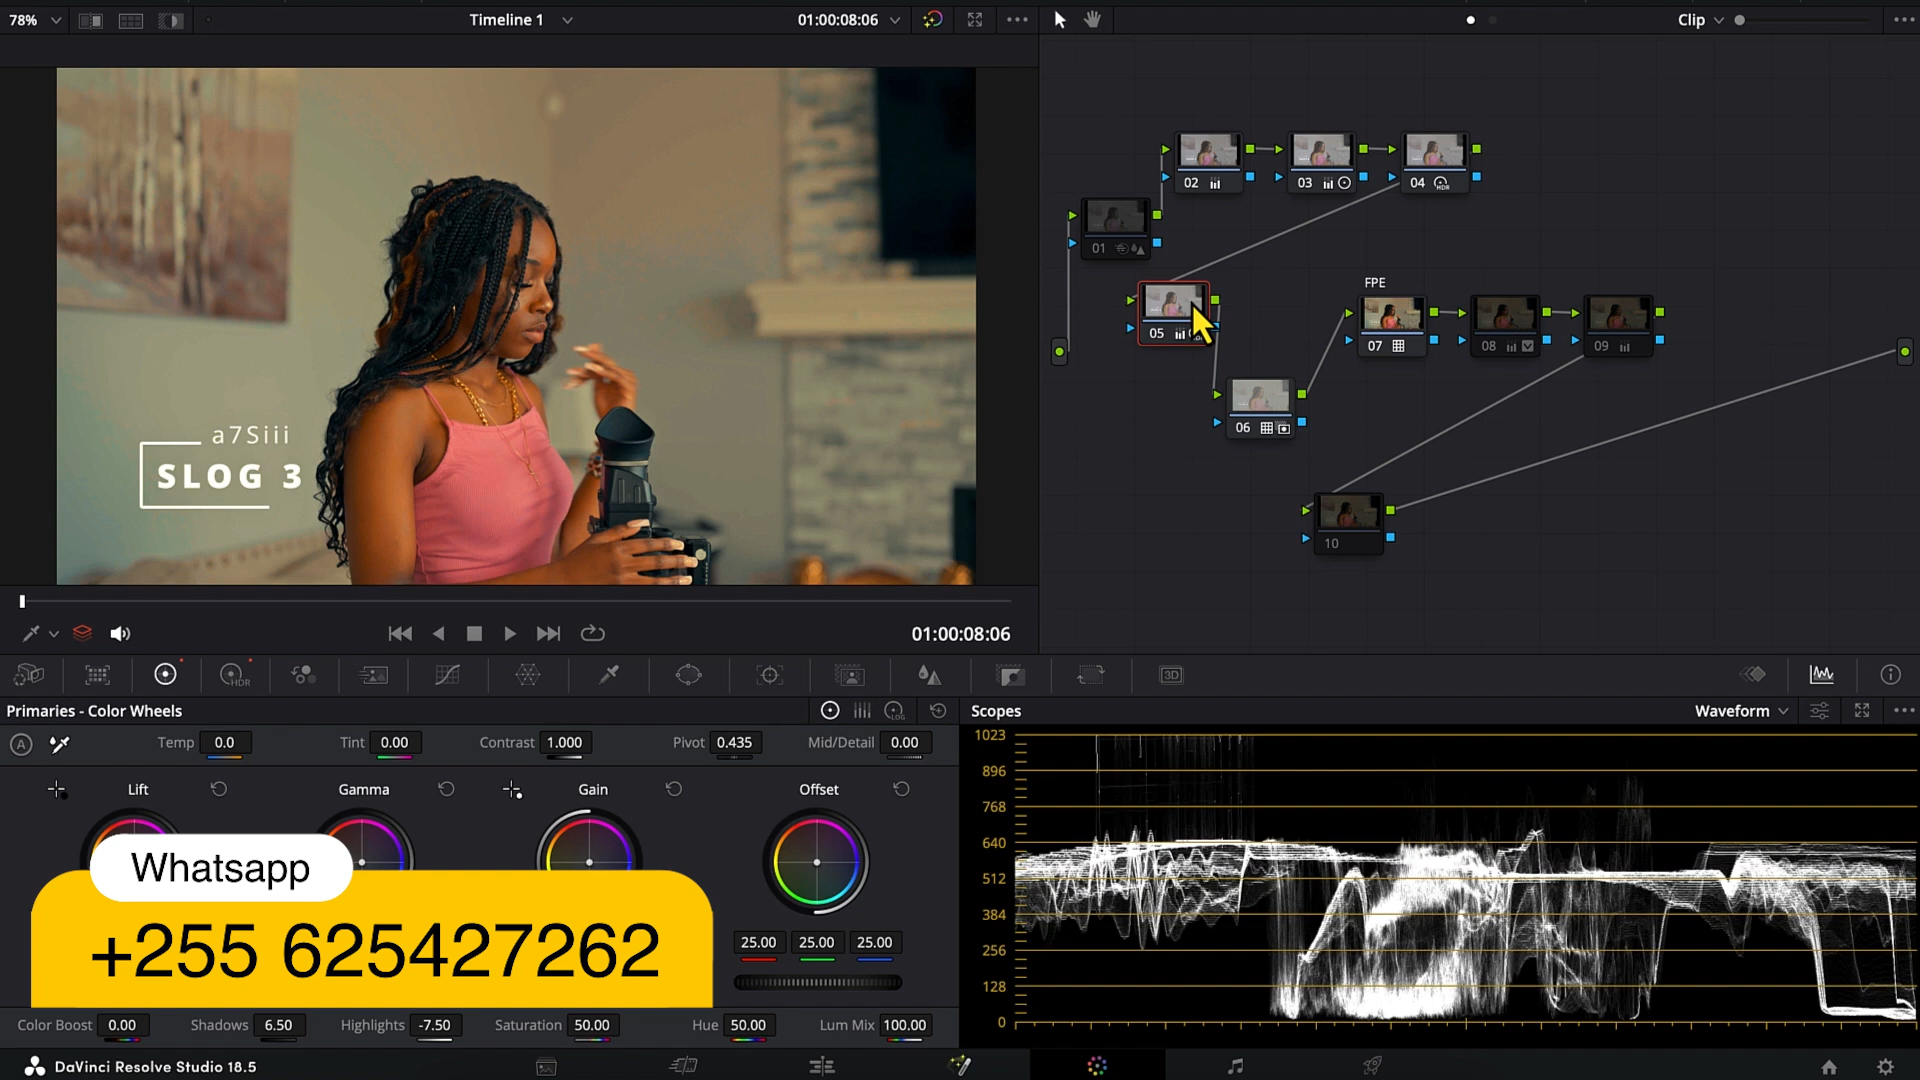 78%
Timeline 1
01:00:08:06
Clip
02
03
04
HDR
01
05
FPE
07
08
09
06
10
a7Siii
SLOG 3
01:00:08:06
HDR
3D
Primaries - Color Wheels
LOG
Scopes
Waveform
A
Temp 0.0
Tint 0.00
Contrast 1.000
Pivot 0.435
Mid/Detail 0.00
Lift
Gamma
Gain
Offset
Whatsapp
+255 625427262
25.00 25.00 25.00
1023
896
768
640
512
384
256
128
0
Color Boost 0.00
Shadows 6.50
Highlights -7.50
Saturation 50.00
Hue 50.00
Lum Mix 100.00
DaVinci Resolve Studio 18.5